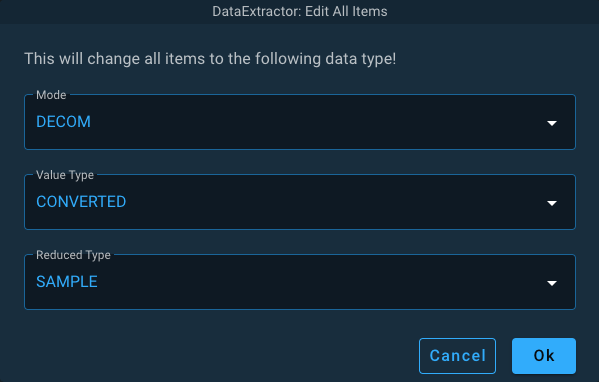 DataExtractor: Edit All Items
This will change all items to the following data type!
Mode
DECOM
Value Type
CONVERTED
Reduced Type
SAMPLE
Cancel Ok